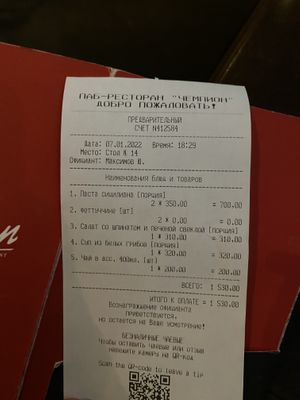 ПАБ-РЕСТОРАН "ЧЕМПИОН"
ДОБРО ПОЖАЛОВАТЬ!
ПРЕДВАРИТЕЛЬНЫЙ
СЧЕТ N412584
Дата: 07.01.2022 Время: 18:29
Место: Стол N 14
Официант: Максимов В.
Наименования блюд и товаров
1. Паста сицилиана [порция]
2 * 350.00 = 700.00
2. Феттуччине [шт]
2 * 0.00 = 0.00
3. Салат со шпинатом и печеной свеклой [порция]
1 * 310.00 = 310.00
4. Суп из белых грибов [порция]
1 * 320.00 = 320.00
5. Чай в асс. 400мл. [шт]
1 * 200.00 = 200.00
ВСЕГО: 1 530.00
ИТОГО К ОПЛАТЕ = 1 530.00
Вознаграждение официанта
приветствуется,
но остается на Ваше усмотрение!
БЕЗНАЛИЧНЫЕ ЧАЕВЫЕ
Чтобы оставить чаевые или отзыв
наведите камеру на QR-код
Scan the QR-code to leave a tip